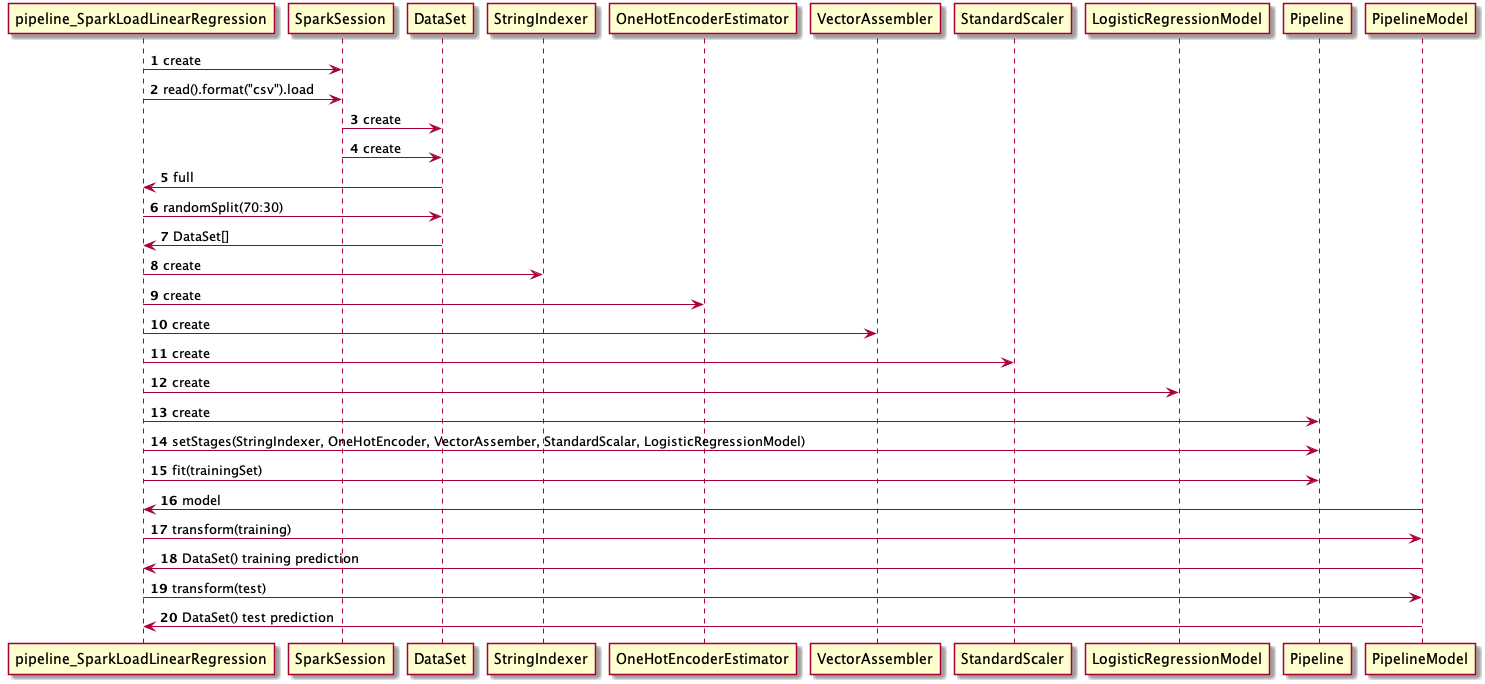 pipeline_SparkLoadLinearRegression SparkSession DataSet StringIndexer OneHotEncoderEstimator VectorAssembler StandardScaler LogisticRegressionModel Pipeline PipelineModel
1 create
2 read().format("csv").load
3 create
4 create
5 full
6 randomSplit(70:30)
7 DataSet[]
8 create
9 create
10 create
11 create
12 create
13 create
14 setStages(StringIndexer, OneHotEncoder, VectorAssember, StandardScalar, LogisticRegressionModel)
15 fit(trainingSet)
16 model
17 transform(training)
18 DataSet() training prediction
19 transform(test)
20 DataSet() test prediction
pipeline_SparkLoadLinearRegression SparkSession DataSet StringIndexer OneHotEncoderEstimator VectorAssembler StandardScaler LogisticRegressionModel Pipeline PipelineModel